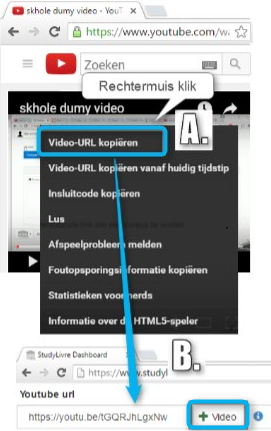 skhole dumy video - YouT
https://www.youtube.com/wa
Zoeken
Rechtermuis klik
skhole dumy video
A.
Video-URL kopiëren
Video-URL kopiëren vanaf huidig tijdstip
Insluitcode kopiëren
Lus
Afspeelproblemen melden
Foutopsporingsinformatie kopiëren
Statistieken voor nerds
Informatie over de HTML5-speler
B.
StudyLivre Dashboard
https://www.studyl
Youtube url
https://youtu.be/tGQRJhLgxNw
Video